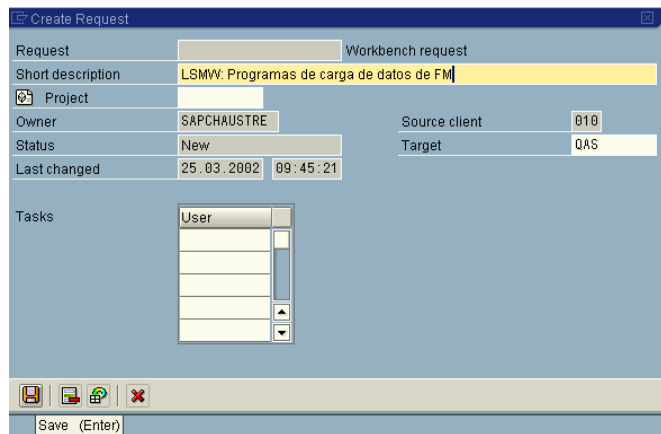 Create Request
Request Workbench request
Short description LSMW: Programas de carga de datos de FM
Project
Owner SAPCHAUSTRE Source client 010
Status New Target QAS
Last changed 25.03.2002 09:45:21
Tasks User
Save (Enter)